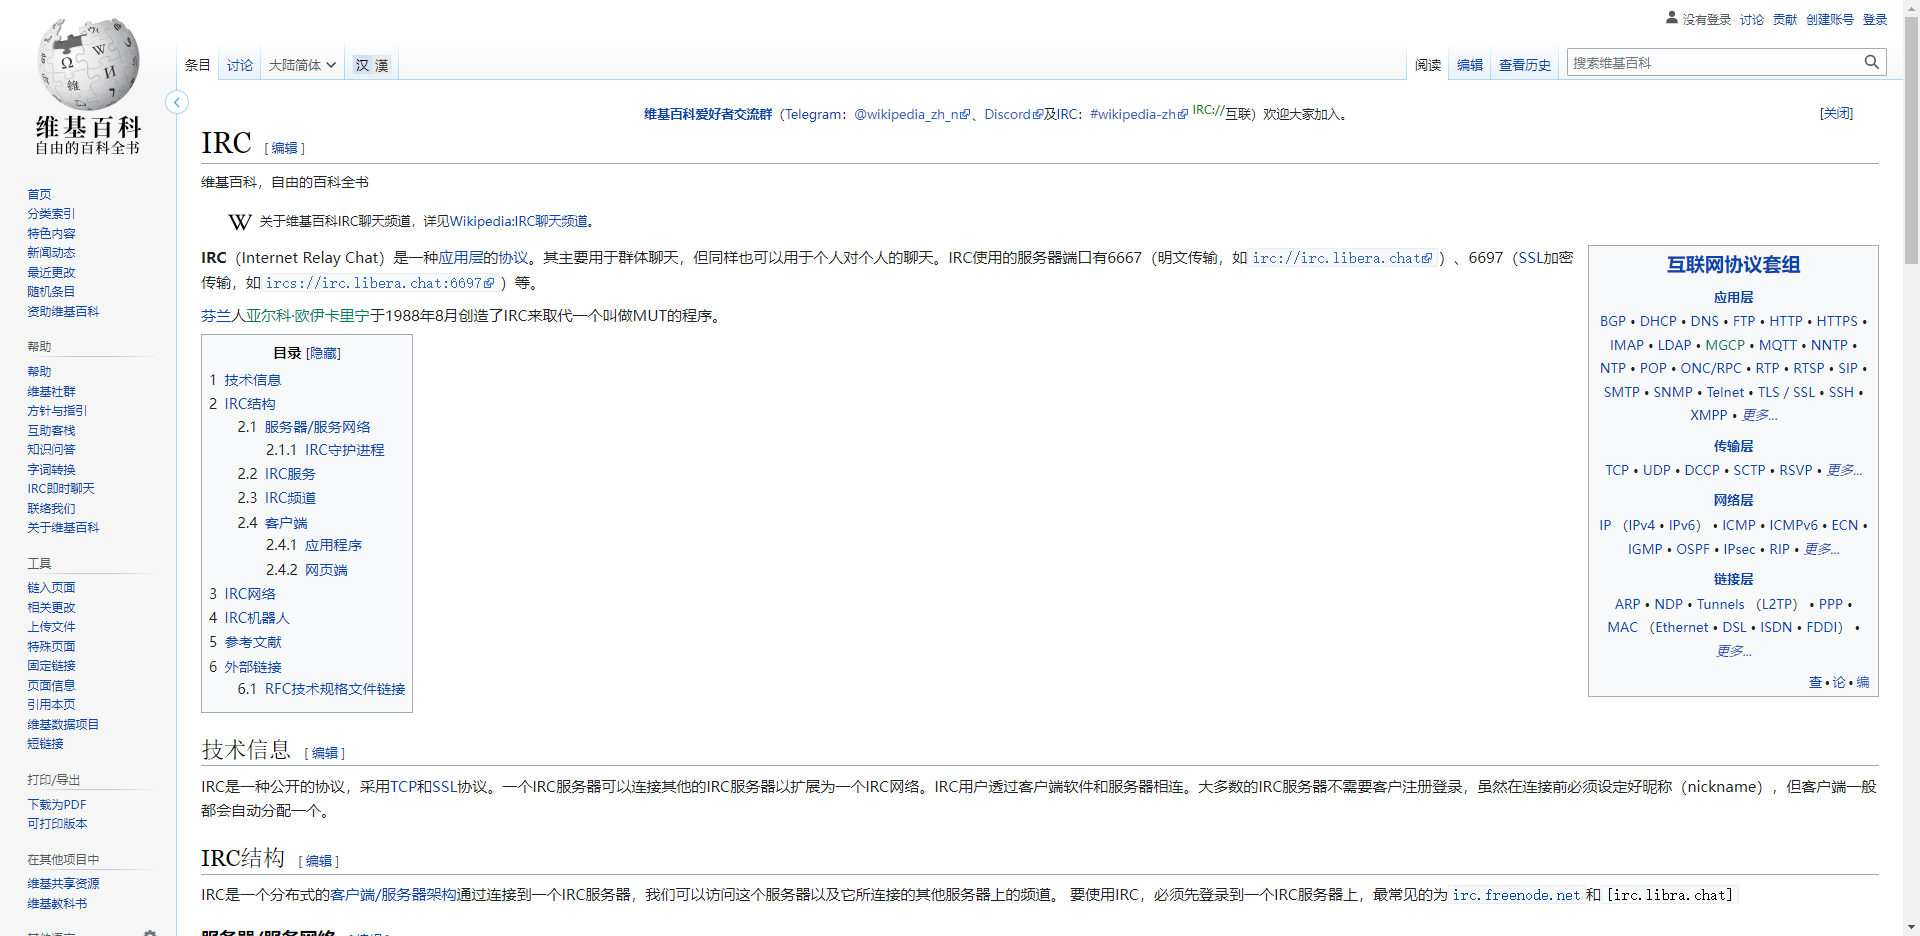 没有登录 讨论 贡献 创建账号 登录
条目 讨论 大陆简体 汉 漢 阅读 编辑 查看历史 搜索维基百科
维基百科
自由的百科全书
首页
分类索引
特色内容
新闻动态
最近更改
随机条目
资助维基百科
帮助
帮助
维基社群
方针与指引
互助客栈
知识问答
字词转换
IRC即时聊天
联络我们
关于维基百科
工具
链入页面
相关更改
上传文件
特殊页面
固定链接
页面信息
引用本页
维基数据项目
短链接
打印/导出
下载为PDF
可打印版本
在其他项目中
维基共享资源
维基教科书
维基百科爱好者交流群（Telegram：@wikipedia_zh_n、Discord及IRC：#wikipedia-zh IRC://互联）欢迎大家加入。 [关闭]
IRC [ 编辑 ]
维基百科，自由的百科全书
关于维基百科IRC聊天频道，详见Wikipedia:IRC聊天频道。
IRC（Internet Relay Chat）是一种应用层的协议。其主要用于群体聊天，但同样也可以用于个人对个人的聊天。IRC使用的服务器端口有6667（明文传输，如irc://irc.libera.chat）、6697（SSL加密
传输，如 ircs://irc.libera.chat:6697 ）等。
芬兰人亚尔科·欧伊卡里宁于1988年8月创造了IRC来取代一个叫做MUT的程序。
目录 [隐藏]
1 技术信息
2 IRC结构
2.1 服务器/服务网络
2.1.1 IRC守护进程
2.2 IRC服务
2.3 IRC频道
2.4 客户端
2.4.1 应用程序
2.4.2 网页端
3 IRC网络
4 IRC机器人
5 参考文献
6 外部链接
6.1 RFC技术规格文件链接
互联网协议套组
应用层
BGP • DHCP • DNS • FTP • HTTP • HTTPS •
IMAP • LDAP • MGCP • MQTT • NNTP •
NTP • POP • ONC/RPC • RTP • RTSP • SIP •
SMTP • SNMP • Telnet • TLS / SSL • SSH •
XMPP • 更多...
传输层
TCP • UDP • DCCP • SCTP • RSVP • 更多...
网络层
IP （IPv4 • IPv6） • ICMP • ICMPv6 • ECN •
IGMP • OSPF • IPsec • RIP • 更多...
链接层
ARP • NDP • Tunnels （L2TP） • PPP •
MAC （Ethernet • DSL • ISDN • FDDI） •
更多...
查 • 论 • 编
技术信息 [ 编辑 ]
IRC是一种公开的协议，采用TCP和SSL协议。一个IRC服务器可以连接其他的IRC服务器以扩展为一个IRC网络。IRC用户透过客户端软件和服务器相连。大多数的IRC服务器不需要客户注册登录，虽然在连接前必须设定好昵称（nickname），但客户端一般
都会自动分配一个。
IRC结构 [ 编辑 ]
IRC是一个分布式的客户端/服务器架构通过连接到一个IRC服务器，我们可以访问这个服务器以及它所连接的其他服务器上的频道。 要使用IRC，必须先登录到一个IRC服务器上，最常见的为 irc.freenode.net 和 [irc.libra.chat]
服务器/服务网络 [编辑]